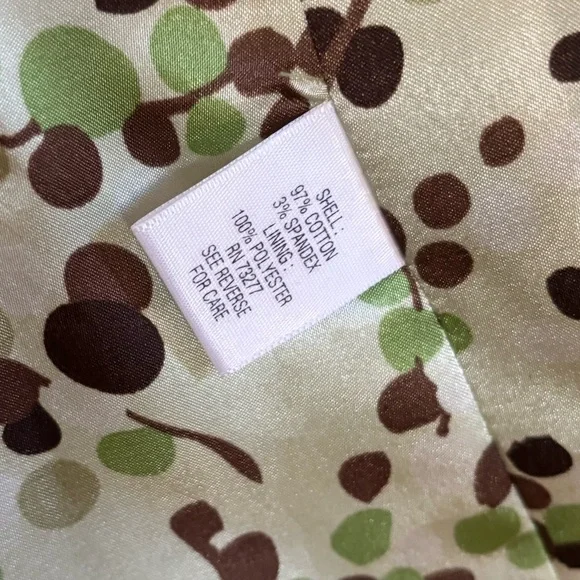 SHELL :
97% COTTON
3% SPANDEX
LINING :
100% POLYESTER
RN 73277
SEE REVERSE
FOR CARE